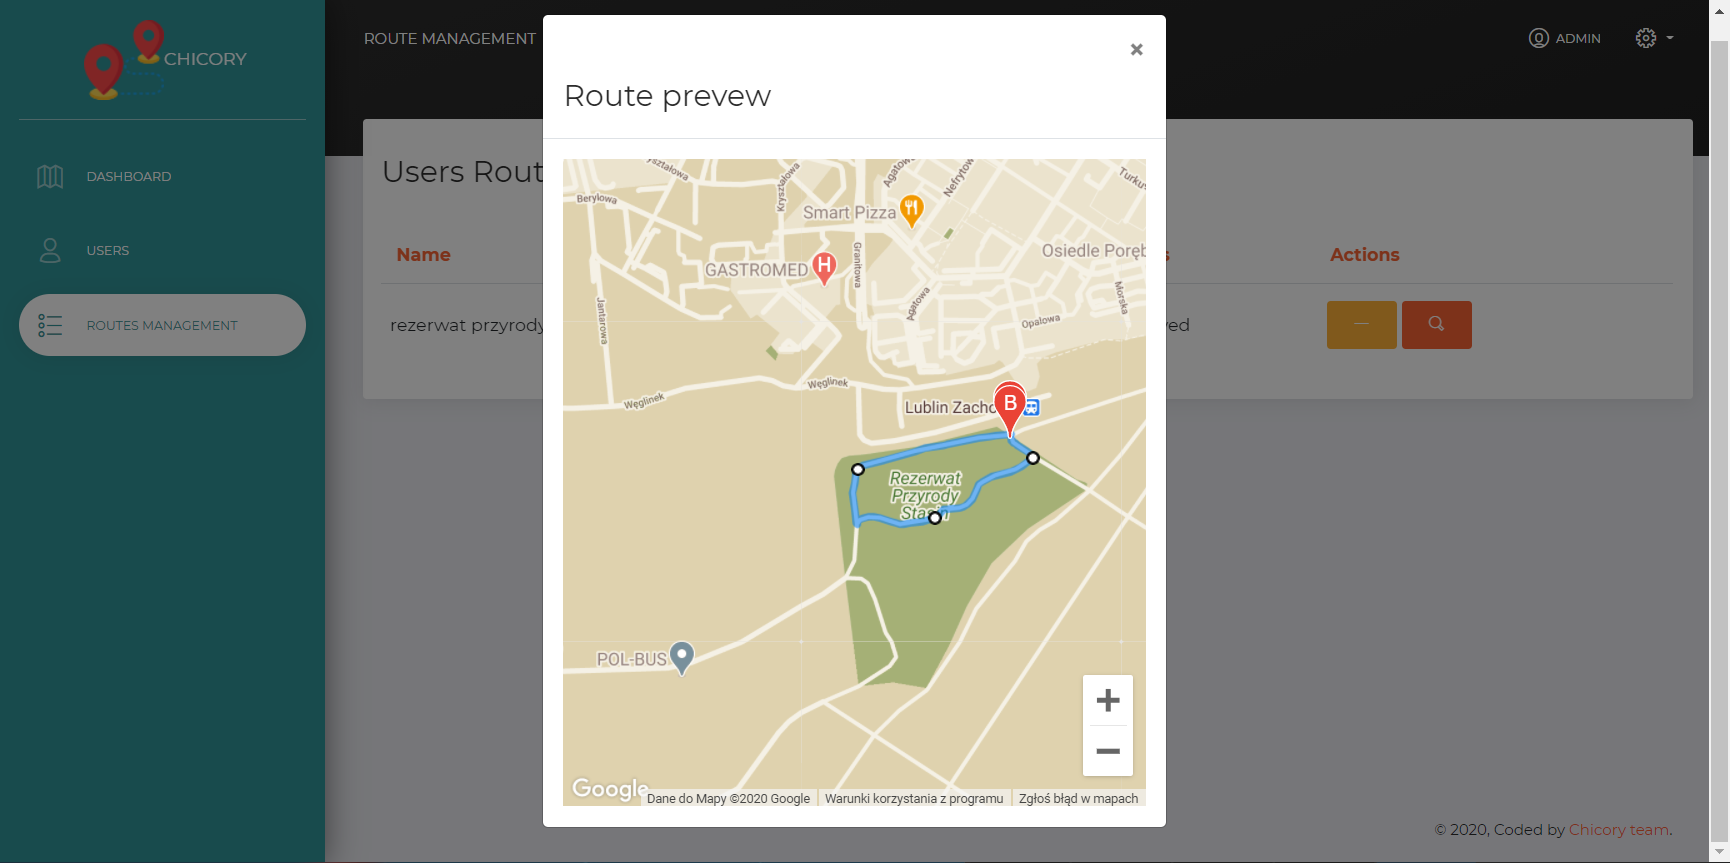 CHICORY
DASHBOARD
USERS
ROUTES MANAGEMENT
ROUTE MANAGEMENT
ADMIN
Users Rout
Name
s
Actions
rezerwat przyrody
ved
×
Route prevew
Kryształowa
Berylowa
Kryształowa
Agatowa
Nefrytowa
Turku
Smart Pizza
Granitowa
Osiedle Poręb
GASTROMED
H
Jantarowa
Agatowa
Morska
Opalowa
Węglinek
Węglinek
Lublin Zacho
B
Rezerwat
Przyrody
Stasin
POL-BUS
Google
Dane do Mapy ©2020 Google
Warunki korzystania z programu
Zgłoś błąd w mapach
© 2020, Coded by Chicory team.